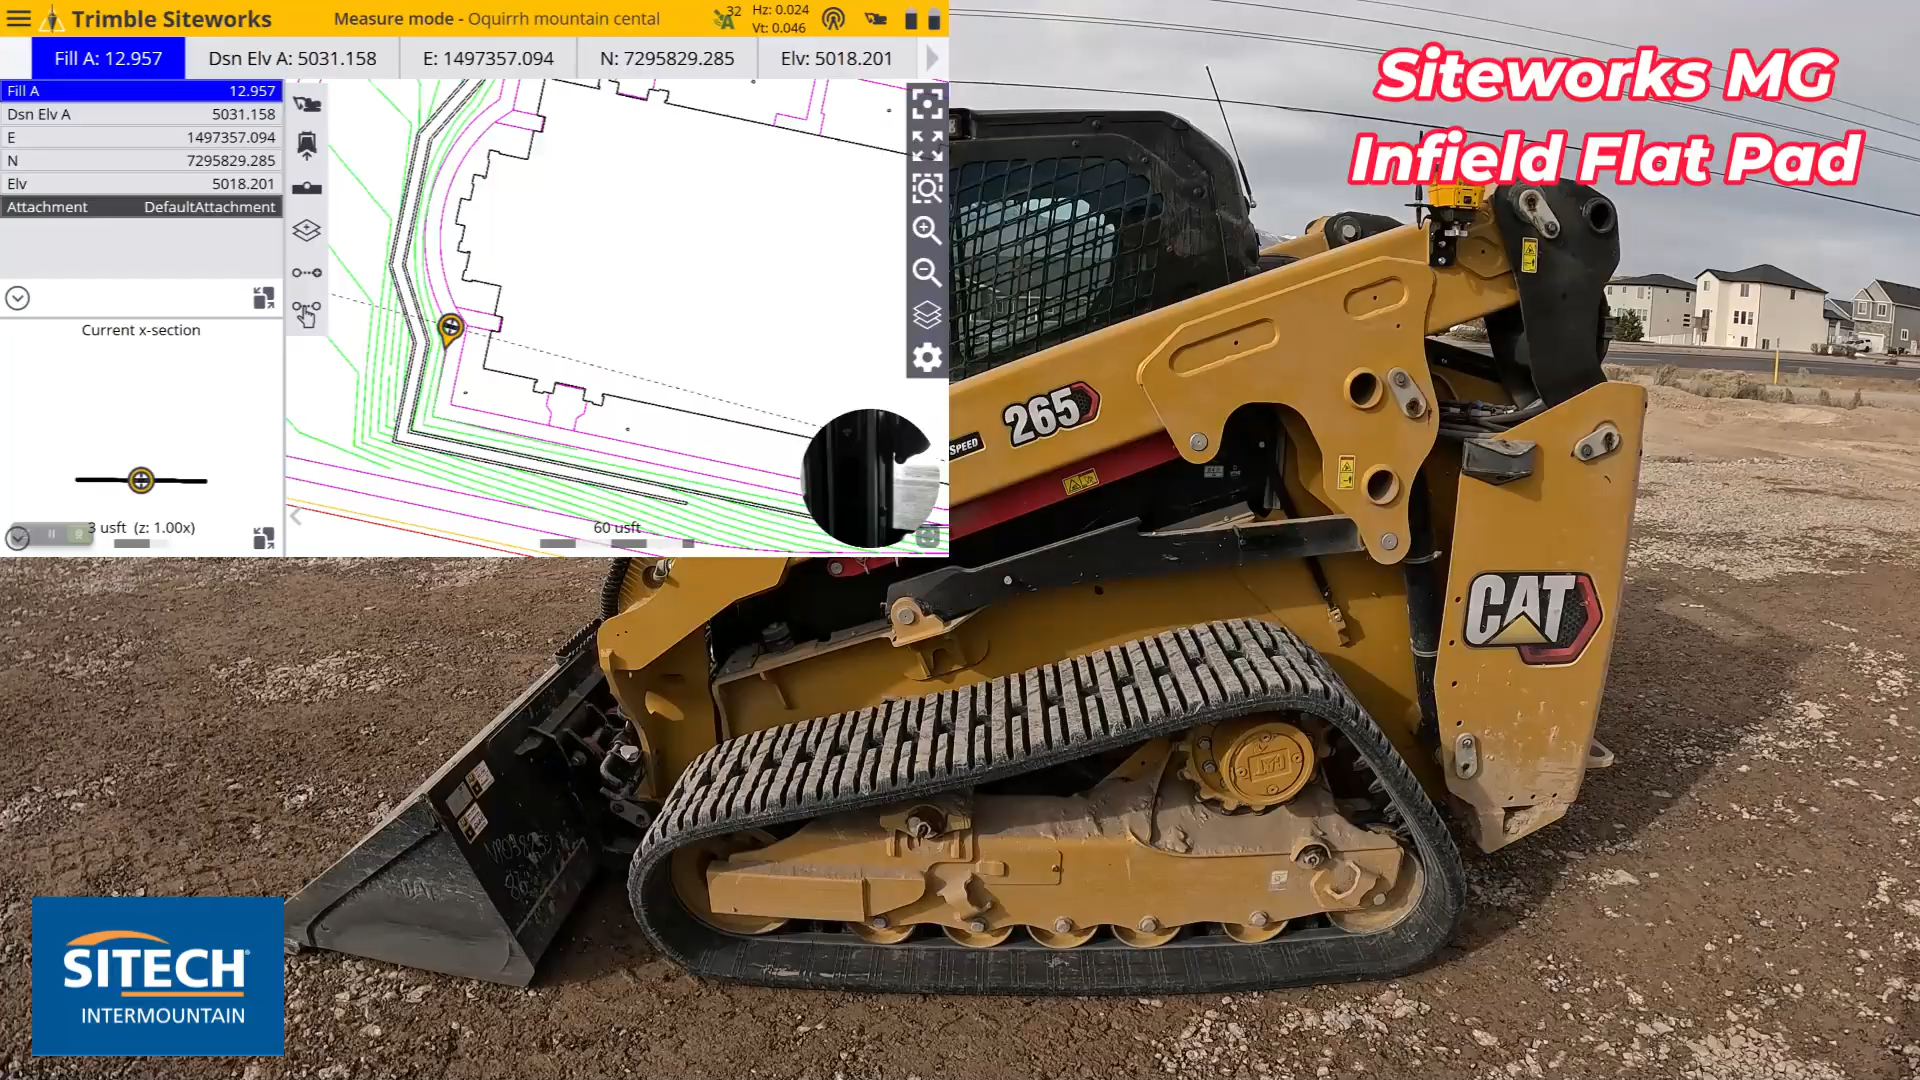 Trimble Siteworks
Measure mode - Oquirrh mountain cental
32
Hz: 0.024
Vt: 0.046
Fill A: 12.957
Dsn Elv A: 5031.158
E: 1497357.094
N: 7295829.285
Elv: 5018.201
Fill A 12.957
Dsn Elv A 5031.158
E 1497357.094
N 7295829.285
Elv 5018.201
Attachment DefaultAttachment
Current x-section
3 usft (z: 1.00x)
60 usft
Siteworks MG
Infield Flat Pad
265
SPEED
CAT
CAT
SITECH
INTERMOUNTAIN